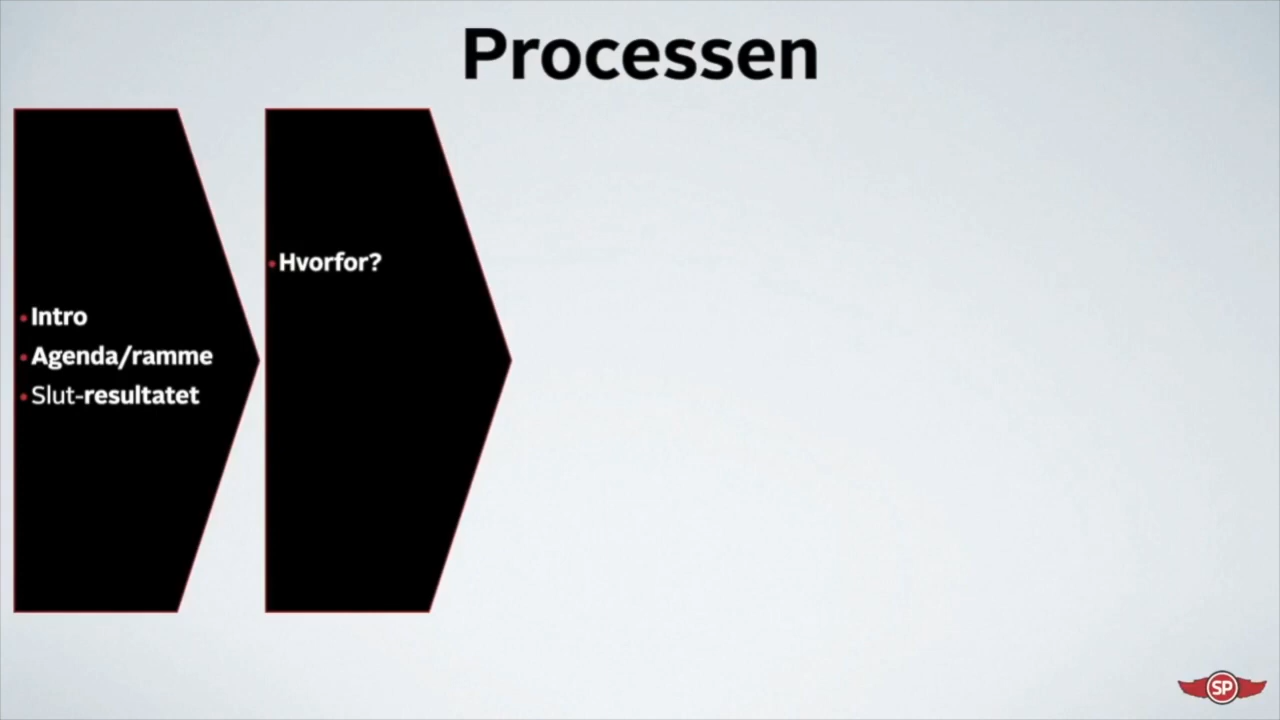 Processen
• Intro
• Agenda/ramme
• Slut-resultatet
• Hvorfor?
SP